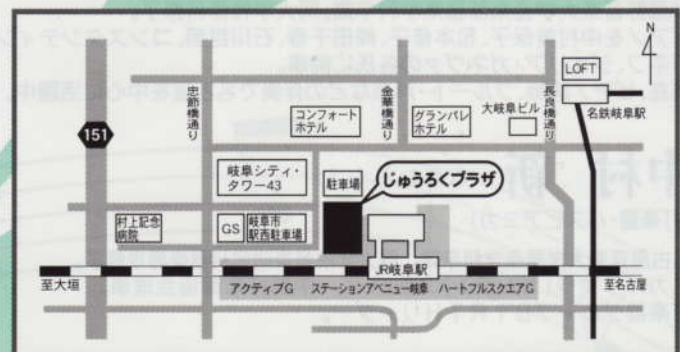 N
LOFT
名鉄岐阜駅
忠節橋通り
金華橋通り
長良橋通り
コンフォート
ホテル
グランパレ
ホテル
大岐阜ビル
151
岐阜シティ・
タワー43
駐車場
じゅうろくプラザ
村上記念
病院
GS
岐阜市
駅西駐車場
JR岐阜駅
至大垣
アクティブG ステーションアベニュー岐阜 ハートフルスクエアG
至名古屋